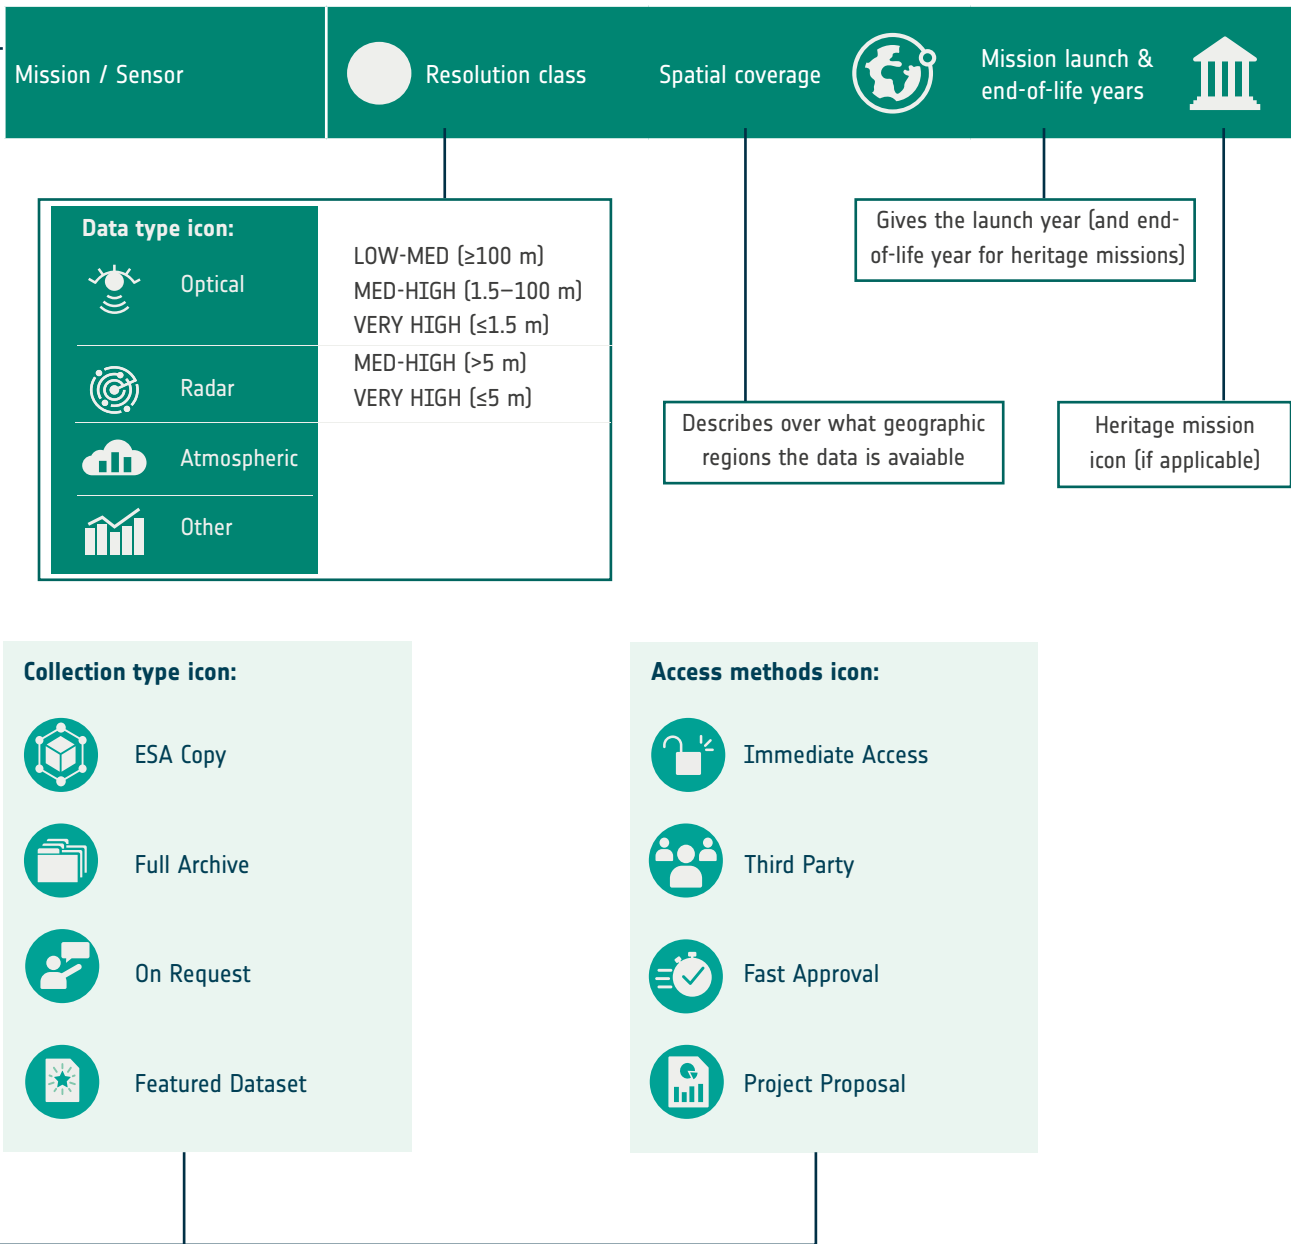 Mission / Sensor
Resolution class
Spatial coverage
Mission launch &
end-of-life years
Data type icon:
Optical
LOW-MED (≥100 m)
MED-HIGH (1.5–100 m)
VERY HIGH (≤1.5 m)
Radar
MED-HIGH (>5 m)
VERY HIGH (≤5 m)
Atmospheric
Other
Gives the launch year (and end-
of-life year for heritage missions)
Describes over what geographic
regions the data is avaiable
Heritage mission
icon (if applicable)
Collection type icon:
ESA Copy
Full Archive
On Request
Featured Dataset
Access methods icon:
Immediate Access
Third Party
Fast Approval
Project Proposal